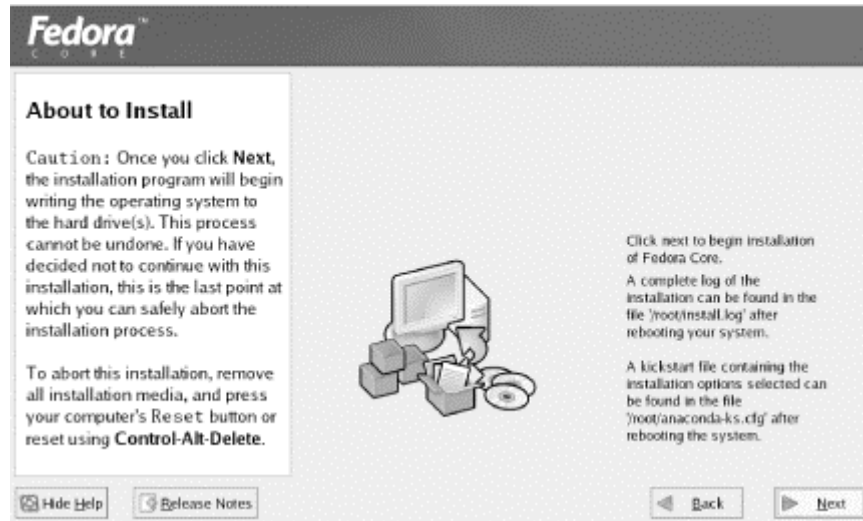 Fedora™
CORE
About to Install
Caution: Once you click Next,
the installation program will begin
writing the operating system to
the hard drive(s). This process
cannot be undone. If you have
decided not to continue with this
installation, this is the last point at
which you can safely abort the
installation process.
To abort this installation, remove
all installation media, and press
your computer's Reset button or
reset using Control-Alt-Delete.
Click next to begin installation
of Fedora Core.
A complete log of the
installation can be found in the
file '/root/install.log' after
rebooting your system.
A kickstart file containing the
installation options selected can
be found in the file
'/root/anaconda-ks.cfg' after
rebooting the system.
Hide Help
Release Notes
Back
Next